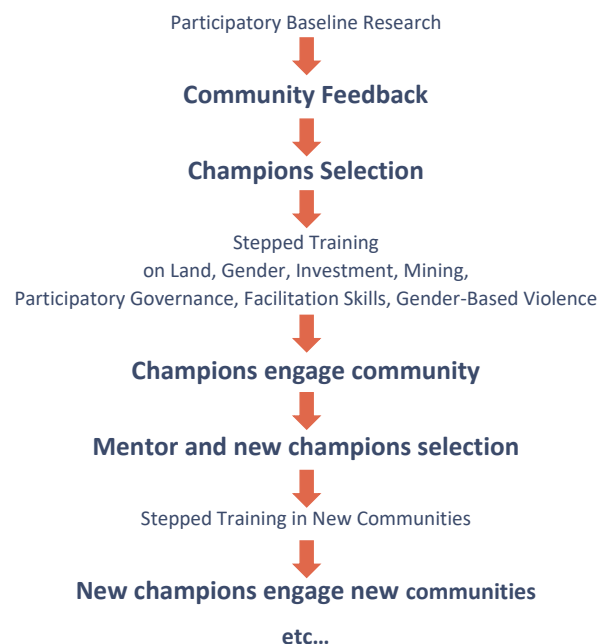 Participatory Baseline Research
Community Feedback
Champions Selection
Stepped Training
on Land, Gender, Investment, Mining,
Participatory Governance, Facilitation Skills, Gender-Based Violence
Champions engage community
Mentor and new champions selection
Stepped Training in New Communities
New champions engage new communities
etc…